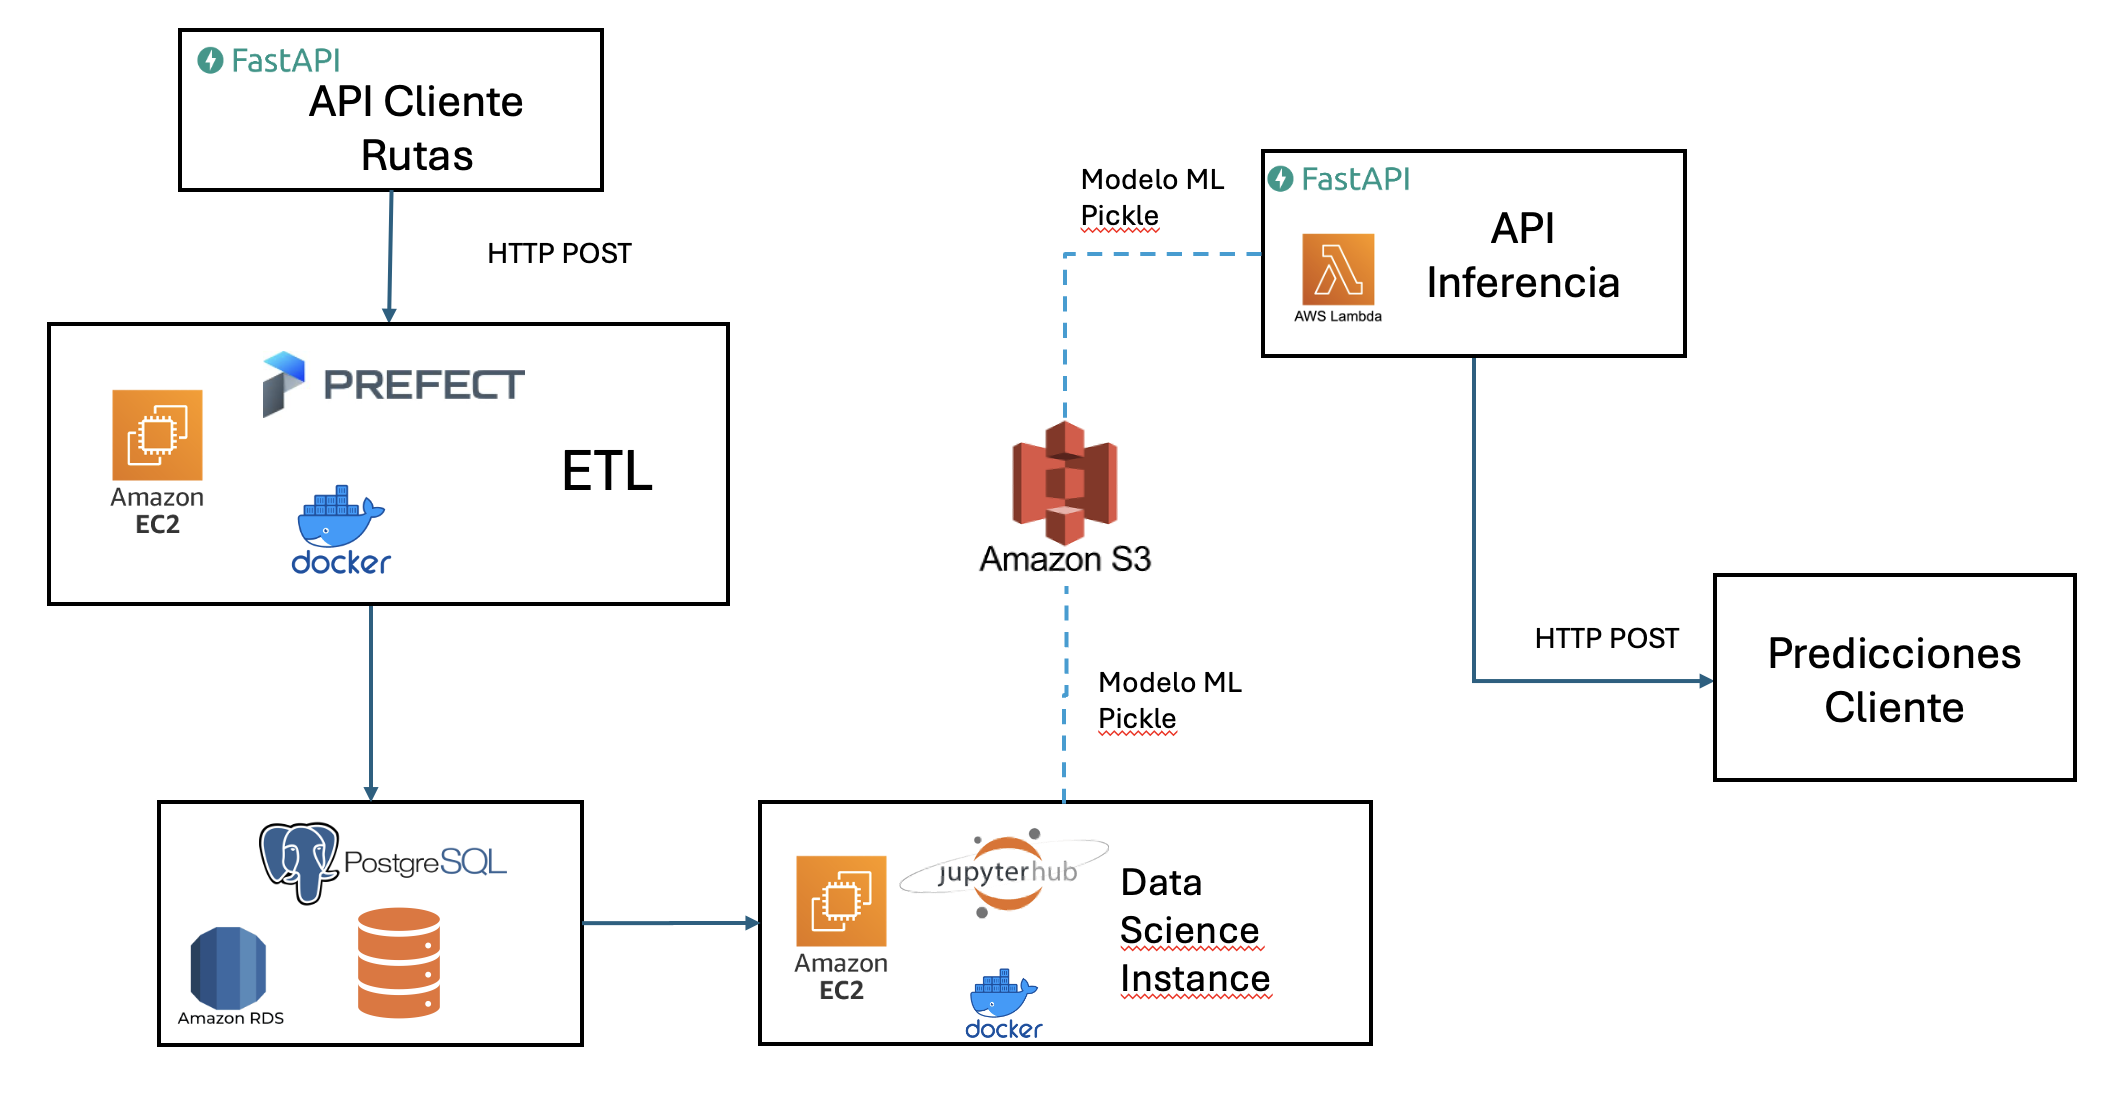 FastAPI
API Cliente
Rutas
HTTP POST
PREFECT
Amazon
EC2
docker
ETL
PostgreSQL
Amazon RDS
Amazon
EC2
jupyterhub
docker
Data
Science
Instance
Modelo ML
Pickle
Amazon S3
Modelo ML
Pickle
FastAPI
AWS Lambda
API
Inferencia
HTTP POST
Predicciones
Cliente